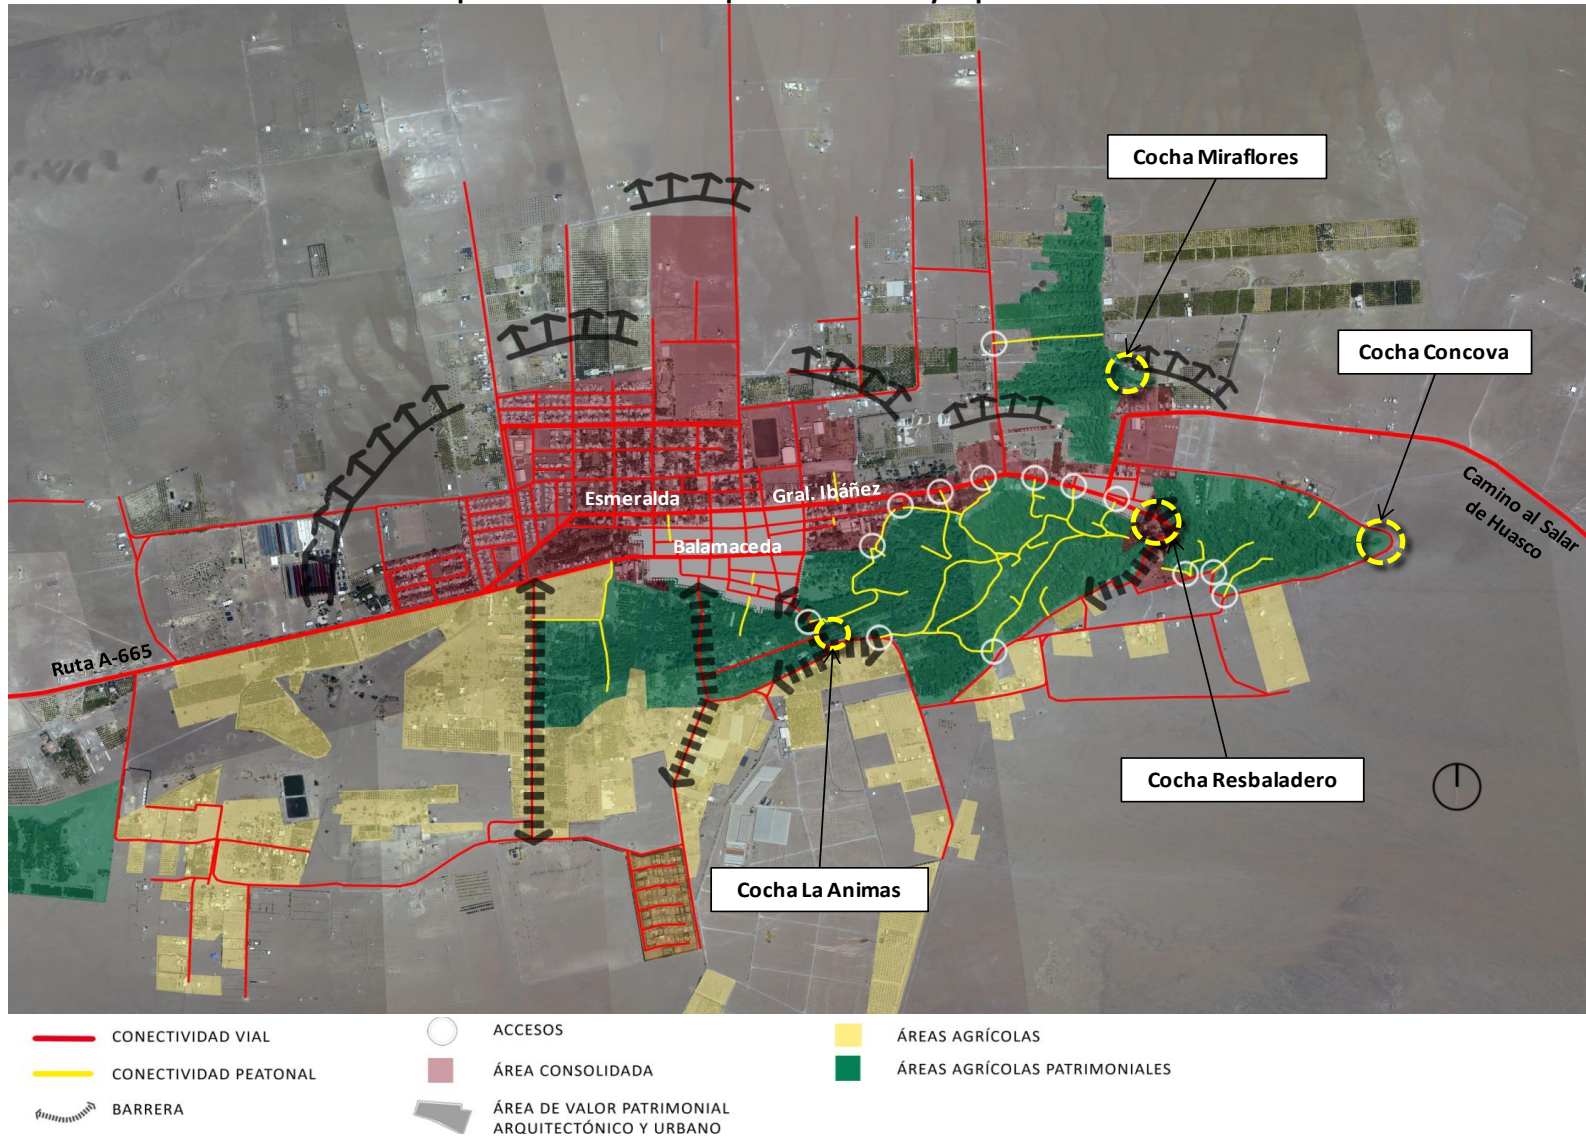 Cocha Miraflores
Cocha Concova
Camino al Salar
de Huasco
Esmeralda
Gral. Ibáñez
Balamaceda
Ruta A-665
Cocha Resbaladero
Cocha La Animas
CONECTIVIDAD VIAL
CONECTIVIDAD PEATONAL
BARRERA
ACCESOS
ÁREA CONSOLIDADA
ÁREA DE VALOR PATRIMONIAL
ARQUITECTÓNICO Y URBANO
ÁREAS AGRÍCOLAS
ÁREAS AGRÍCOLAS PATRIMONIALES